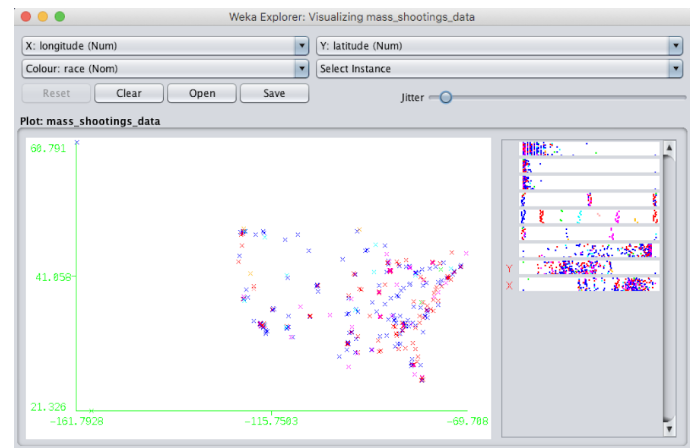 Weka Explorer: Visualizing mass_shootings_data
X: longitude (Num) Y: latitude (Num)
Colour: race (Nom) Select Instance
Reset Clear Open Save Jitter
Plot: mass_shootings_data
60.791
41.058
21.326
-161.7928 -115.7503 -69.708
Y
X